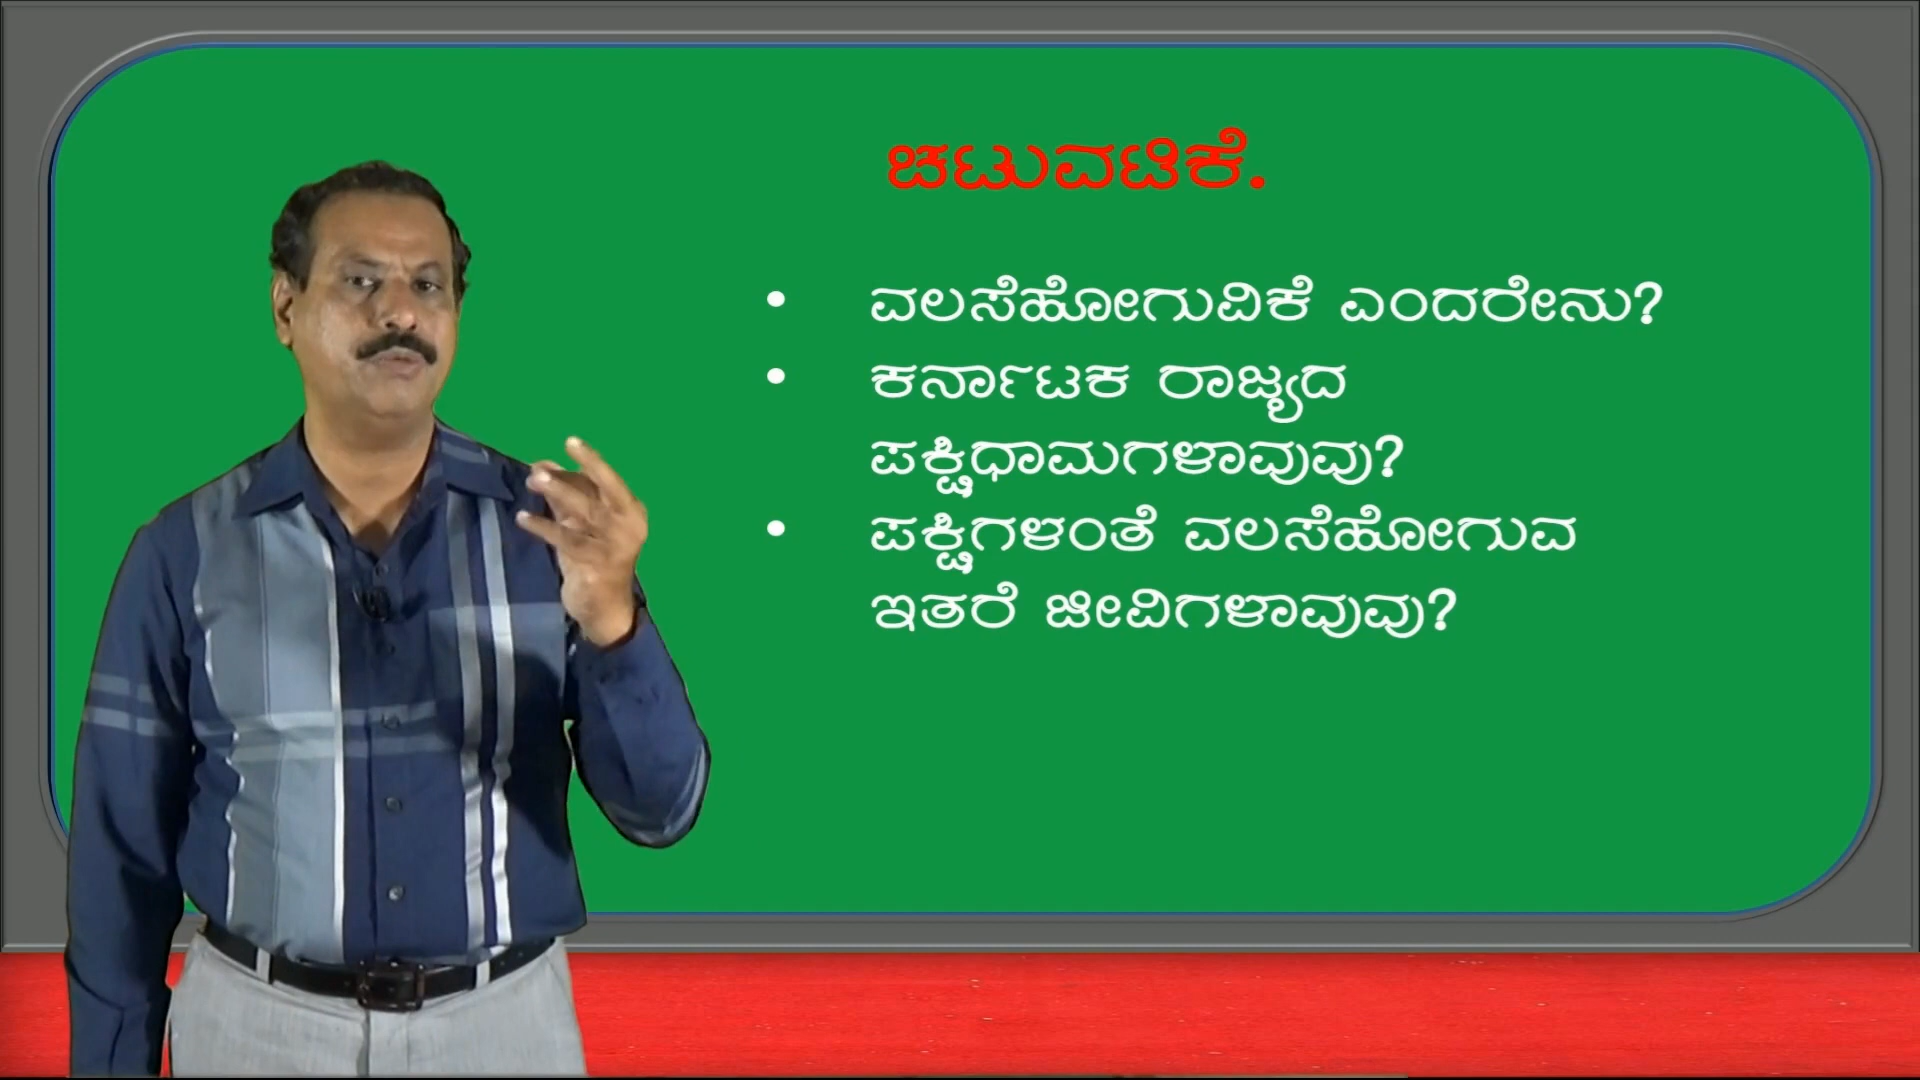 ಚಟುವಟಿಕೆ.
• ವಲಸೆಹೋಗುವಿಕೆ ಎಂದರೇನು?
• ಕರ್ನಾಟಕ ರಾಜ್ಯದ
ಪಕ್ಷಿಧಾಮಗಳಾವುವು?
• ಪಕ್ಷಿಗಳಂತೆ ವಲಸೆಹೋಗುವ
ಇತರೆ ಜೀವಿಗಳಾವುವು?